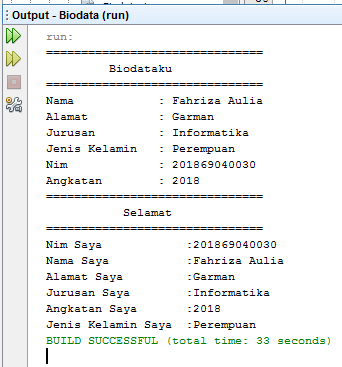 Output - Biodata (run)
run:
===============================
Biodataku
===============================
Nama : Fahriza Aulia
Alamat : Garman
Jurusan : Informatika
Jenis Kelamin : Perempuan
Nim : 201869040030
Angkatan : 2018
===============================
Selamat
===============================
Nim Saya :201869040030
Nama Saya :Fahriza Aulia
Alamat Saya :Garman
Jurusan Saya :Informatika
Angkatan Saya :2018
Jenis Kelamin Saya :Perempuan
BUILD SUCCESSFUL (total time: 33 seconds)